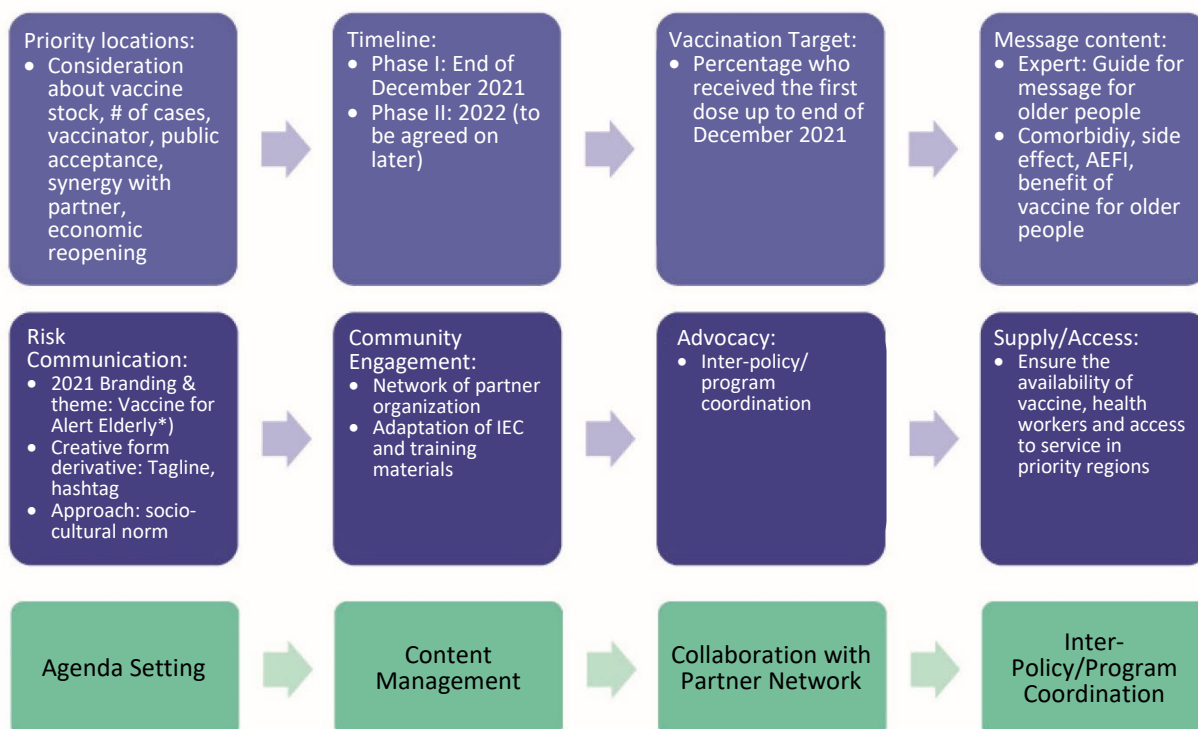 Priority locations:
• Consideration
about vaccine
stock, # of cases,
vaccinator, public
acceptance,
synergy with
partner,
economic
reopening
Timeline:
• Phase I: End of
December 2021
• Phase II: 2022 (to
be agreed on
later)
Vaccination Target:
• Percentage who
received the first
dose up to end of
December 2021
Message content:
• Expert: Guide for
message for
older people
• Comorbidiy, side
effect, AEFI,
benefit of
vaccine for older
people
Risk
Communication:
• 2021 Branding &
theme: Vaccine for
Alert Elderly*)
• Creative form
derivative: Tagline,
hashtag
• Approach: socio-
cultural norm
Community
Engagement:
• Network of partner
organization
• Adaptation of IEC
and training
materials
Advocacy:
• Inter-policy/
program
coordination
Supply/Access:
• Ensure the
availability of
vaccine, health
workers and access
to service in
priority regions
Agenda Setting
Content
Management
Collaboration with
Partner Network
Inter-
Policy/Program
Coordination